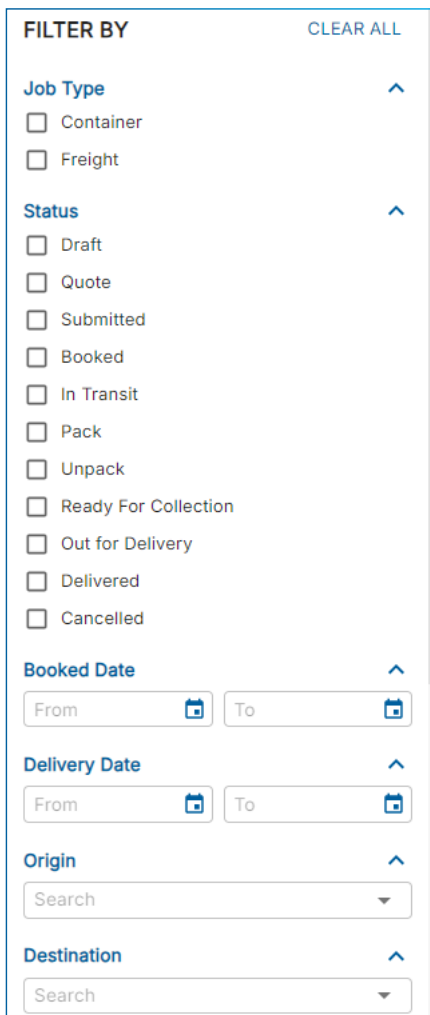 FILTER BY CLEAR ALL
Job Type
Container
Freight
Status
Draft
Quote
Submitted
Booked
In Transit
Pack
Unpack
Ready For Collection
Out for Delivery
Delivered
Cancelled
Booked Date
From To
Delivery Date
From To
Origin
Search
Destination
Search